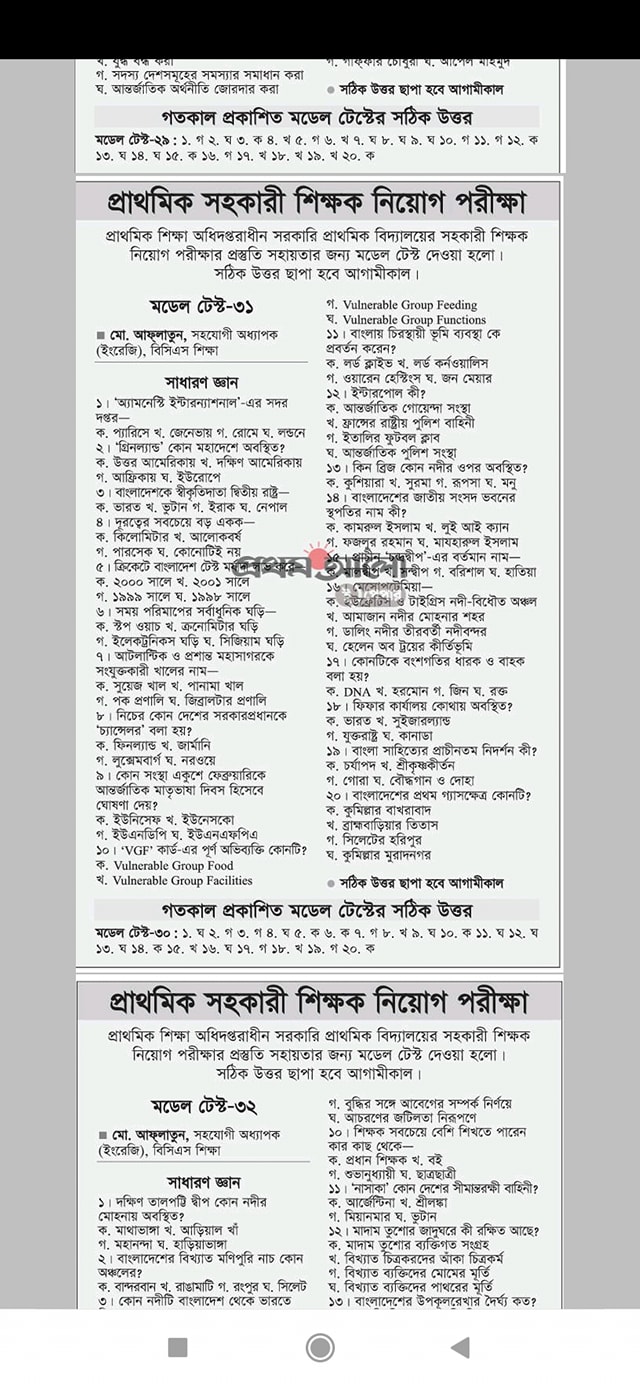 খ. যুদ্ধ বন্ধ করা
গ. সদস্য দেশসমূহের সমস্যার সমাধান করা
ঘ. আন্তর্জাতিক অর্থনীতি জোরদার করা
গ. গাফ্ফার চৌধুরী ঘ. আপেল মাহমুদ
● সঠিক উত্তর ছাপা হবে আগামীকাল
গতকাল প্রকাশিত মডেল টেস্টের সঠিক উত্তর
মডেল টেস্ট-২৯ : ১. গ ২. ঘ ৩. ক ৪. খ ৫. গ ৬. খ ৭. ঘ ৮. ঘ ৯. ঘ ১০. গ ১১. গ ১২. ক
১৩. ঘ ১৪. ঘ ১৫. ক ১৬. গ ১৭. খ ১৮. খ ১৯. খ ২০. ক
প্রাথমিক সহকারী শিক্ষক নিয়োগ পরীক্ষা
প্রাথমিক শিক্ষা অধিদপ্তরাধীন সরকারি প্রাথমিক বিদ্যালয়ের সহকারী শিক্ষক
নিয়োগ পরীক্ষার প্রস্তুতি সহায়তার জন্য মডেল টেস্ট দেওয়া হলো।
সঠিক উত্তর ছাপা হবে আগামীকাল।
মডেল টেস্ট-৩১
■ মো. আফ্লাতুন, সহযোগী অধ্যাপক
(ইংরেজি), বিসিএস শিক্ষা
সাধারণ জ্ঞান
১। ‘অ্যামনেস্টি ইন্টারন্যাশনাল’-এর সদর
দপ্তর—
ক. প্যারিসে খ. জেনেভায় গ. রোমে ঘ. লন্ডনে
২। ‘গ্রিনল্যান্ড’ কোন মহাদেশে অবস্থিত?
ক. উত্তর আমেরিকায় খ. দক্ষিণ আমেরিকায়
গ. আফ্রিকায় ঘ. ইউরোপে
৩। বাংলাদেশকে স্বীকৃতিদাতা দ্বিতীয় রাষ্ট্র—
ক. ভারত খ. ভুটান গ. ইরাক ঘ. নেপাল
৪। দূরত্বের সবচেয়ে বড় একক—
ক. কিলোমিটার খ. আলোকবর্ষ
গ. পারসেক ঘ. কোনোটিই নয়
৫। ক্রিকেটে বাংলাদেশ টেস্ট মর্যাদা লাভ করে—
ক. ২০০০ সালে খ. ২০০১ সালে
গ. ১৯৯৯ সালে ঘ. ১৯৯৮ সালে
৬। সময় পরিমাপের সর্বাধুনিক ঘড়ি—
ক. স্টপ ওয়াচ খ. ক্রনোমিটার ঘড়ি
গ. ইলেকট্রনিকস ঘড়ি ঘ. সিজিয়াম ঘড়ি
৭। আটলান্টিক ও প্রশান্ত মহাসাগরকে
সংযুক্তকারী খালের নাম—
ক. সুয়েজ খাল খ. পানামা খাল
গ. পক প্রণালি ঘ. জিব্রালটার প্রণালি
৮। নিচের কোন দেশের সরকারপ্রধানকে
‘চ্যান্সেলর’ বলা হয়?
ক. ফিনল্যান্ড খ. জার্মানি
গ. লুক্সেমবার্গ ঘ. নরওয়ে
৯। কোন সংস্থা একুশে ফেব্রুয়ারিকে
আন্তর্জাতিক মাতৃভাষা দিবস হিসেবে
ঘোষণা দেয়?
ক. ইউনিসেফ খ. ইউনেসকো
গ. ইউএনডিপি ঘ. ইউএনএফপিএ
১০। ‘VGF’ কার্ড-এর পূর্ণ অভিব্যক্তি কোনটি?
ক. Vulnerable Group Food
খ. Vulnerable Group Facilities
গ. Vulnerable Group Feeding
ঘ. Vulnerable Group Functions
১১। বাংলায় চিরস্থায়ী ভূমি ব্যবস্থা কে
প্রবর্তন করেন?
ক. লর্ড ক্লাইভ খ. লর্ড কর্নওয়ালিস
গ. ওয়ারেন হেস্টিংস ঘ. জন মেয়ার
১২। ইন্টারপোল কী?
ক. আন্তর্জাতিক গোয়েন্দা সংস্থা
খ. ফ্রান্সের রাষ্ট্রীয় পুলিশ বাহিনী
গ. ইতালির ফুটবল ক্লাব
ঘ. আন্তর্জাতিক পুলিশ সংস্থা
১৩। কিন ব্রিজ কোন নদীর ওপর অবস্থিত?
ক. কুশিয়ারা খ. সুরমা গ. রূপসা ঘ. মনু
১৪। বাংলাদেশের জাতীয় সংসদ ভবনের
স্থপতির নাম কী?
ক. কামরুল ইসলাম খ. লুই আই ক্যান
গ. ফজলুর রহমান ঘ. মাযহারুল ইসলাম
১৫। প্রাচীন ‘চন্দ্রদ্বীপ’-এর বর্তমান নাম—
ক. মালদ্বীপ খ. সন্দ্বীপ গ. বরিশাল ঘ. হাতিয়া
১৬। মেসোপটেমিয়া—
ক. ইউফ্রেটিস ও টাইগ্রিস নদী-বিধৌত অঞ্চল
খ. আমাজান নদীর মোহনার শহর
গ. ডালিং নদীর তীরবর্তী নদীবন্দর
ঘ. হেলেন অব ট্রয়ের কীর্তিভূমি
১৭। কোনটিকে বংশগতির ধারক ও বাহক
বলা হয়?
ক. DNA খ. হরমোন গ. জিন ঘ. রক্ত
১৮। ফিফার কার্যালয় কোথায় অবস্থিত?
ক. ভারত খ. সুইজারল্যান্ড
গ. যুক্তরাষ্ট্র ঘ. কানাডা
১৯। বাংলা সাহিত্যের প্রাচীনতম নিদর্শন কী?
ক. চর্যাপদ খ. শ্রীকৃষ্ণকীর্তন
গ. গোরা ঘ. বৌদ্ধগান ও দোহা
২০। বাংলাদেশের প্রথম গ্যাসক্ষেত্র কোনটি?
ক. কুমিল্লার বাখরাবাদ
খ. ব্রাহ্মবাড়িয়ার তিতাস
গ. সিলেটের হরিপুর
ঘ. কুমিল্লার মুরাদনগর
● সঠিক উত্তর ছাপা হবে আগামীকাল
প্রথম আলো
গতকাল প্রকাশিত মডেল টেস্টের সঠিক উত্তর
মডেল টেস্ট-৩০ : ১. ঘ ২. গ ৩. গ ৪. ঘ ৫. ক ৬. ক ৭. গ ৮. খ ৯. ঘ ১০. ক ১১. ঘ ১২. ঘ
১৩. ঘ ১৪. ক ১৫. খ ১৬. ঘ ১৭. গ ১৮. খ ১৯. গ ২০. ক
প্রাথমিক সহকারী শিক্ষক নিয়োগ পরীক্ষা
প্রাথমিক শিক্ষা অধিদপ্তরাধীন সরকারি প্রাথমিক বিদ্যালয়ের সহকারী শিক্ষক
নিয়োগ পরীক্ষার প্রস্তুতি সহায়তার জন্য মডেল টেস্ট দেওয়া হলো।
সঠিক উত্তর ছাপা হবে আগামীকাল।
মডেল টেস্ট-৩২
■ মো. আফ্লাতুন, সহযোগী অধ্যাপক
(ইংরেজি), বিসিএস শিক্ষা
সাধারণ জ্ঞান
১। দক্ষিণ তালপট্টি দ্বীপ কোন নদীর
মোহনায় অবস্থিত?
ক. মাথাভাঙ্গা খ. আড়িয়াল খাঁ
গ. মহানন্দা ঘ. হাড়িয়াভাঙ্গা
২। বাংলাদেশের বিখ্যাত মণিপুরি নাচ কোন
অঞ্চলের?
ক. বান্দরবান খ. রাঙামাটি গ. রংপুর ঘ. সিলেট
৩। কোন নদীটি বাংলাদেশ থেকে ভারতে
গ. বুদ্ধির সঙ্গে আবেগের সম্পর্ক নির্ণয়ে
ঘ. আচরণের জটিলতা নিরূপণে
১০। শিক্ষক সবচেয়ে বেশি শিখতে পারেন
কার কাছ থেকে—
ক. প্রধান শিক্ষক খ. বই
গ. শুভানুধ্যায়ী ঘ. ছাত্রছাত্রী
১১। ‘নাসাকা’ কোন দেশের সীমান্তরক্ষী বাহিনী?
ক. আর্জেন্টিনা খ. শ্রীলঙ্কা
গ. মিয়ানমার ঘ. ভুটান
১২। মাদাম তুশোর জাদুঘরে কী রক্ষিত আছে?
ক. মাদাম তুশোর ব্যক্তিগত সংগ্রহ
খ. বিখ্যাত চিত্রকরদের আঁকা চিত্রকর্ম
গ. বিখ্যাত ব্যক্তিদের মোমের মূর্তি
ঘ. বিখ্যাত ব্যক্তিদের পাথরের মূর্তি
১৩। বাংলাদেশের উপকূলরেখার দৈর্ঘ্য কত?